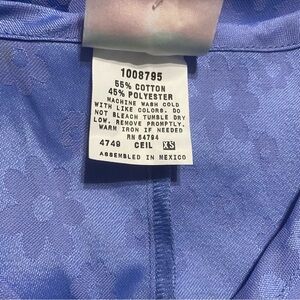 1008795
55% COTTON
45% POLYESTER
MACHINE WASH COLD
WITH LIKE COLORS. DO
NOT BLEACH TUMBLE DRY
LOW. REMOVE PROMPTLY.
WARM IRON IF NEEDED
RN 64794
4749 CEIL XS
ASSEMBLED IN MEXICO